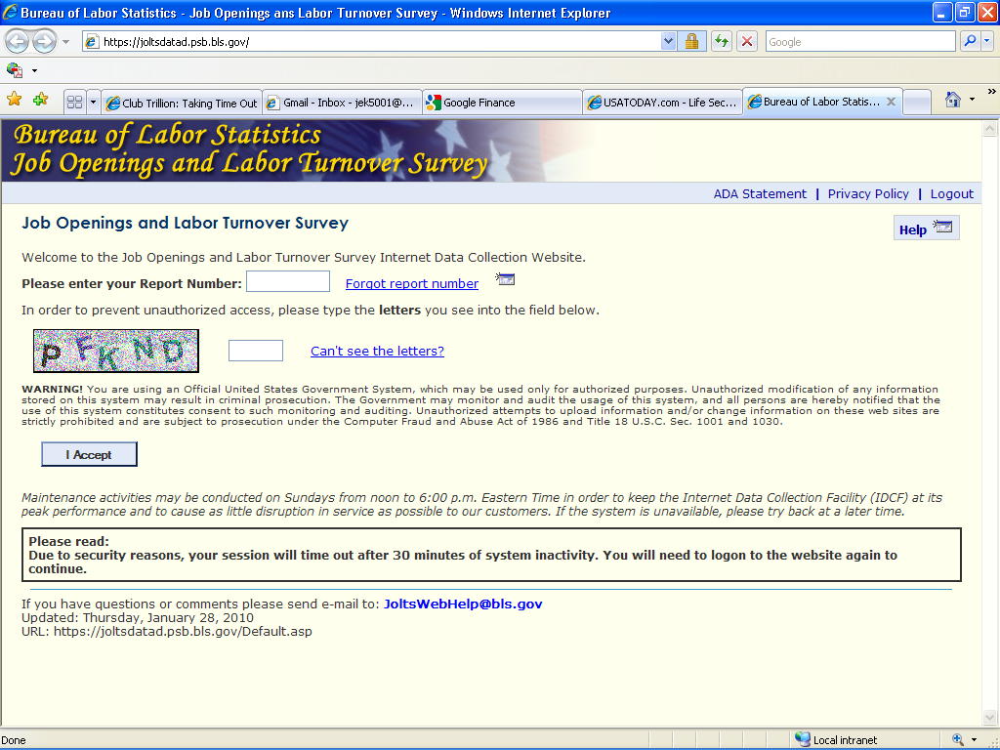 Bureau of Labor Statistics - Job Openings ans Labor Turnover Survey - Windows Internet Explorer
https://joltsdatad.psb.bls.gov/
Google
Club Trillion: Taking Time Out
Gmail - Inbox - jek5001@...
Google Finance
USATODAY.com - Life Sec...
Bureau of Labor Statis...
Bureau of Labor Statistics
Job Openings and Labor Turnover Survey
ADA Statement | Privacy Policy | Logout
Job Openings and Labor Turnover Survey
Help
Welcome to the Job Openings and Labor Turnover Survey Internet Data Collection Website.
Please enter your Report Number: Forgot report number
In order to prevent unauthorized access, please type the letters you see into the field below.
PFKND
Can't see the letters?
WARNING! You are using an Official United States Government System, which may be used only for authorized purposes. Unauthorized modification of any information
stored on this system may result in criminal prosecution. The Government may monitor and audit the usage of this system, and all persons are hereby notified that the
use of this system constitutes consent to such monitoring and auditing. Unauthorized attempts to upload information and/or change information on these web sites are
strictly prohibited and are subject to prosecution under the Computer Fraud and Abuse Act of 1986 and Title 18 U.S.C. Sec. 1001 and 1030.
I Accept
Maintenance activities may be conducted on Sundays from noon to 6:00 p.m. Eastern Time in order to keep the Internet Data Collection Facility (IDCF) at its
peak performance and to cause as little disruption in service as possible to our customers. If the system is unavailable, please try back at a later time.
Please read:
Due to security reasons, your session will time out after 30 minutes of system inactivity. You will need to logon to the website again to
continue.
If you have questions or comments please send e-mail to: JoltsWebHelp@bls.gov
Updated: Thursday, January 28, 2010
URL: https://joltsdatad.psb.bls.gov/Default.asp
Done
Local intranet